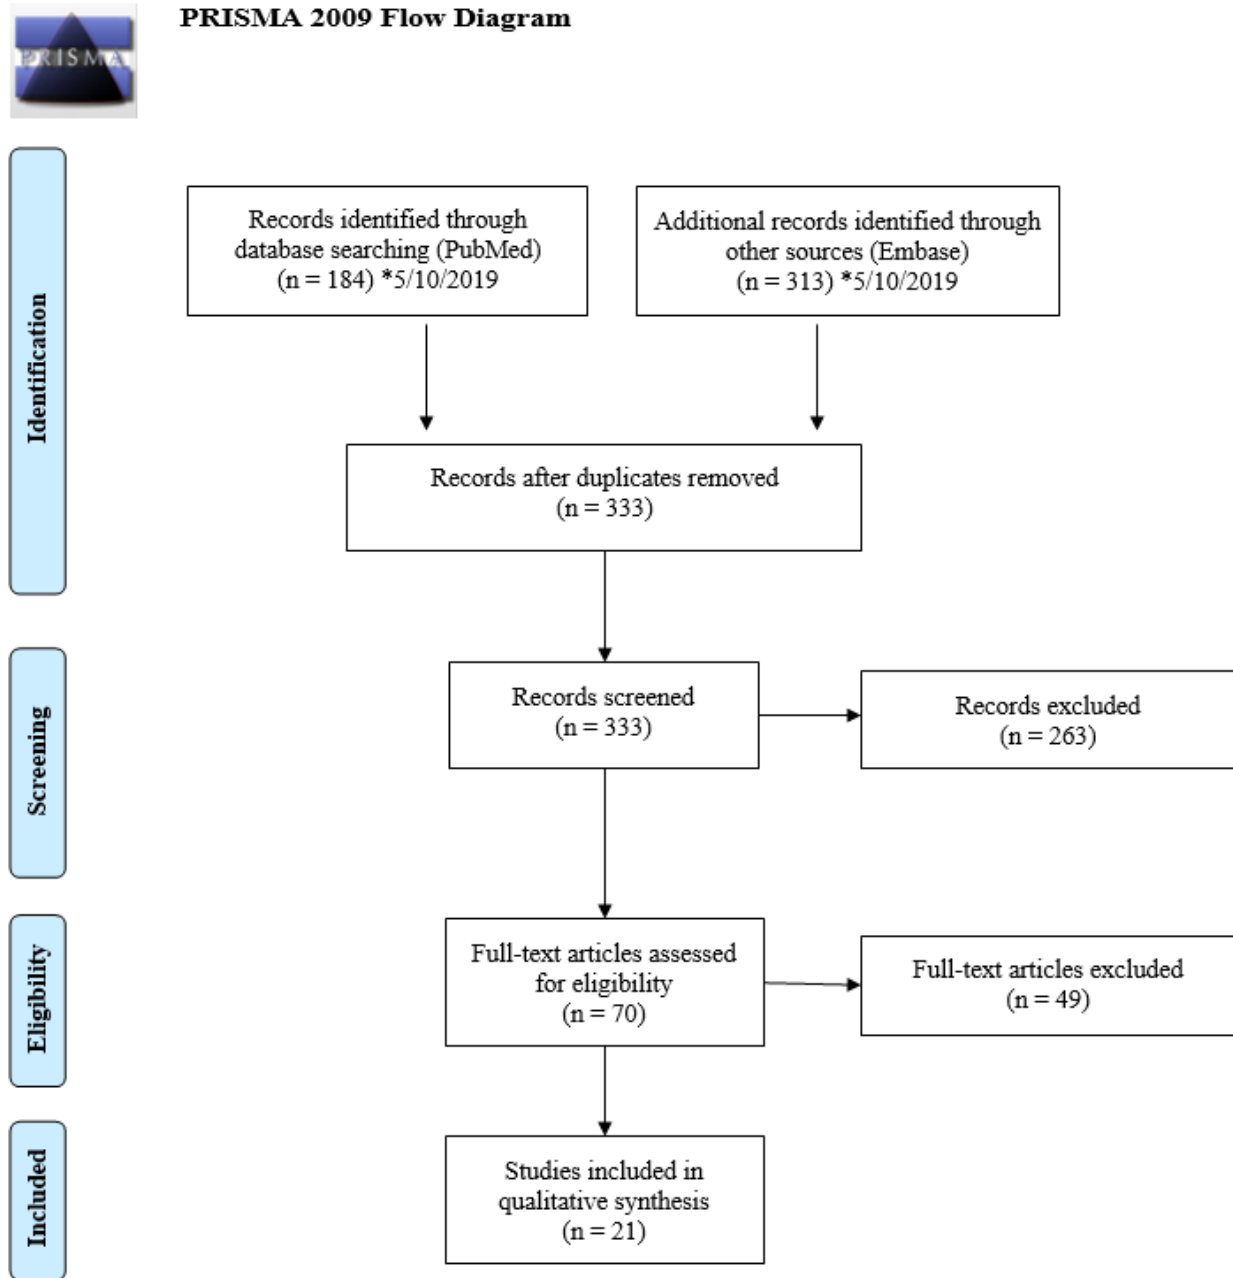 PRISMA 2009 Flow Diagram
PRISMA
Identification
Records identified through
database searching (PubMed)
(n = 184) *5/10/2019
Additional records identified through
other sources (Embase)
(n = 313) *5/10/2019
Records after duplicates removed
(n = 333)
Screening
Records screened
(n = 333)
Records excluded
(n = 263)
Eligibility
Full-text articles assessed
for eligibility
(n = 70)
Full-text articles excluded
(n = 49)
Included
Studies included in
qualitative synthesis
(n = 21)